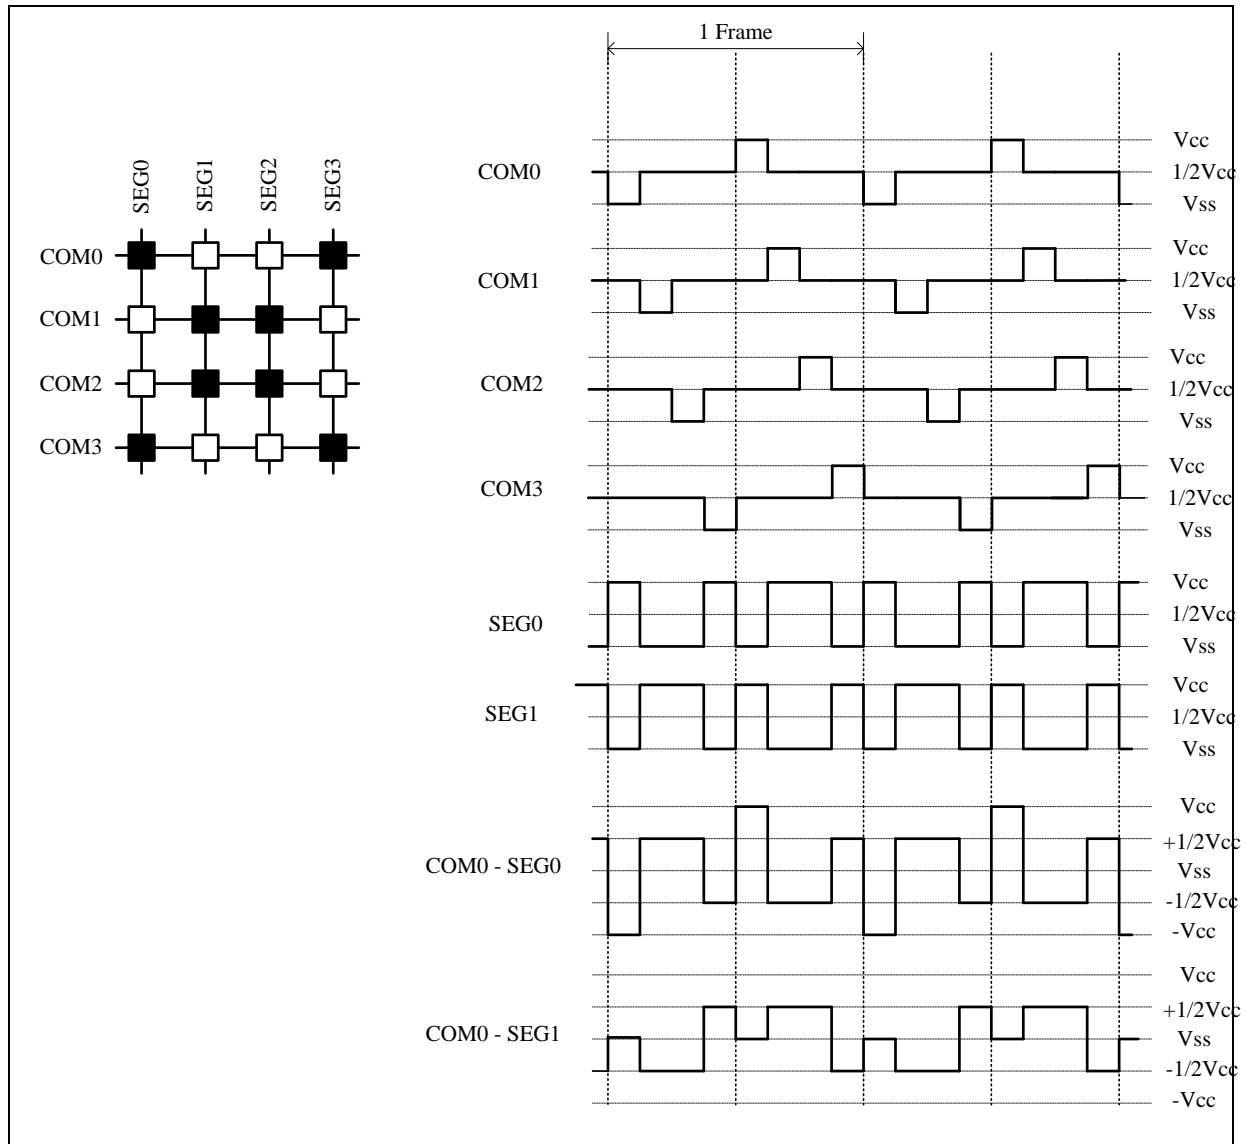 1 Frame
SEG0
SEG1
SEG2
SEG3
COM0
COM1
COM2
COM3
COM0
Vcc
1/2Vcc
Vss
COM1
Vcc
1/2Vcc
Vss
COM2
Vcc
1/2Vcc
Vss
COM3
Vcc
1/2Vcc
Vss
SEG0
Vcc
1/2Vcc
Vss
SEG1
Vcc
1/2Vcc
Vss
COM0 - SEG0
Vcc
+1/2Vcc
Vss
-1/2Vcc
-Vcc
COM0 - SEG1
Vcc
+1/2Vcc
Vss
-1/2Vcc
-Vcc